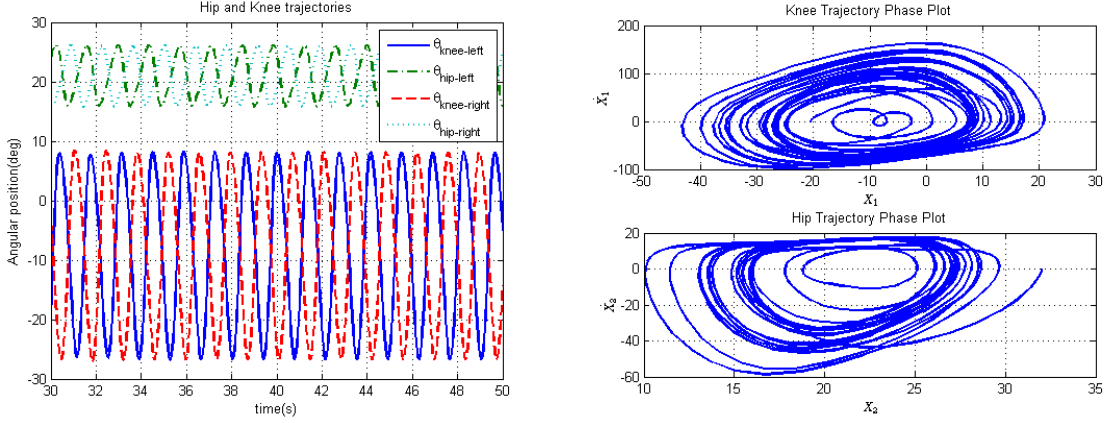 Hip and Knee trajectories
30
20
10
0
-10
-20
-30
Angular position(deg)
30 32 34 36 38 40 42 44 46 48 50
time(s)
θknee-left
θhip-left
θknee-right
θhip-right
Knee Trajectory Phase Plot
200
100
0
-100
Ẋ1
-50 -40 -30 -20 -10 0 10 20 30
X1
Hip Trajectory Phase Plot
20
0
-20
-40
-60
Ẋ2
10 15 20 25 30 35
X2